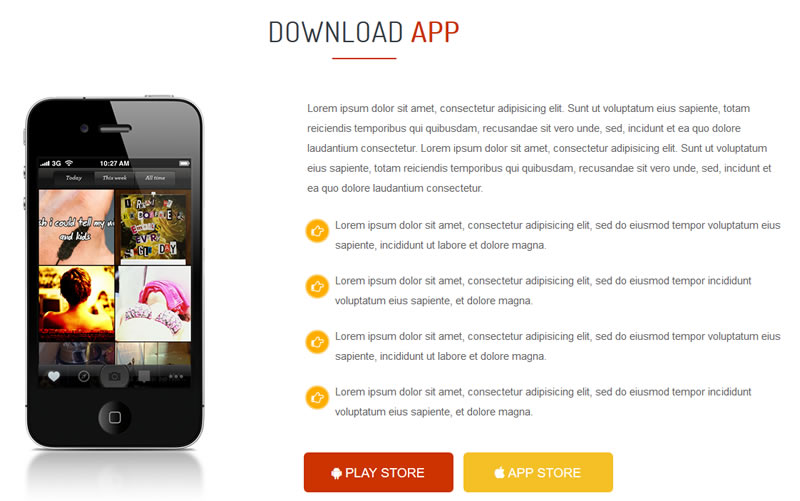 DOWNLOAD APP
Lorem ipsum dolor sit amet, consectetur adipisicing elit. Sunt ut voluptatum eius sapiente, totam
reiciendis temporibus qui quibusdam, recusandae sit vero unde, sed, incidunt et ea quo dolore
laudantium consectetur. Lorem ipsum dolor sit amet, consectetur adipisicing elit. Sunt ut voluptatum
eius sapiente, totam reiciendis temporibus qui quibusdam, recusandae sit vero unde, sed, incidunt et
ea quo dolore laudantium consectetur.
Lorem ipsum dolor sit amet, consectetur adipisicing elit, sed do eiusmod tempor voluptatum eius
sapiente, incididunt ut labore et dolore magna.
Lorem ipsum dolor sit amet, consectetur adipisicing elit, sed do eiusmod tempor incididunt
voluptatum eius sapiente, et dolore magna.
Lorem ipsum dolor sit amet, consectetur adipisicing elit, sed do eiusmod tempor voluptatum eius
sapiente, incididunt ut labore et dolore magna.
Lorem ipsum dolor sit amet, consectetur adipisicing elit, sed do eiusmod tempor incididunt
voluptatum eius sapiente, et dolore magna.
PLAY STORE APP STORE
3G 10:27 AM
Today This week All time
sh i could tell my
and kids
EVER
DAY